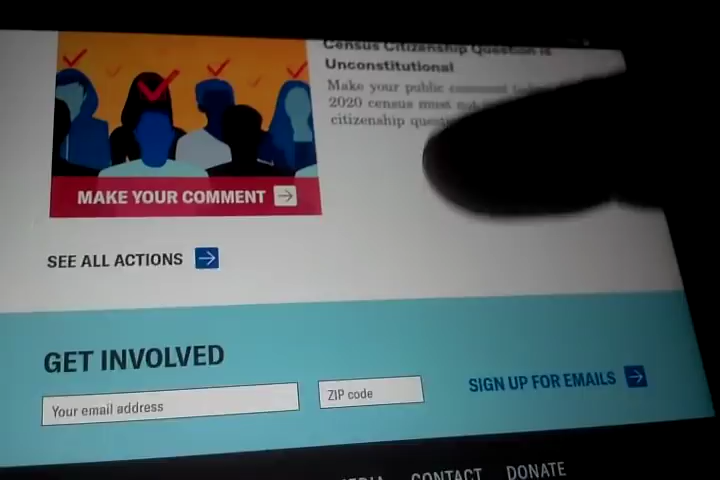 Census Citizenship Question is
Unconstitutional
Make your public comment
2020 census must
citizenship
MAKE YOUR COMMENT
SEE ALL ACTIONS
GET INVOLVED
Your email address
ZIP code
SIGN UP FOR EMAILS
CONTACT
DONATE